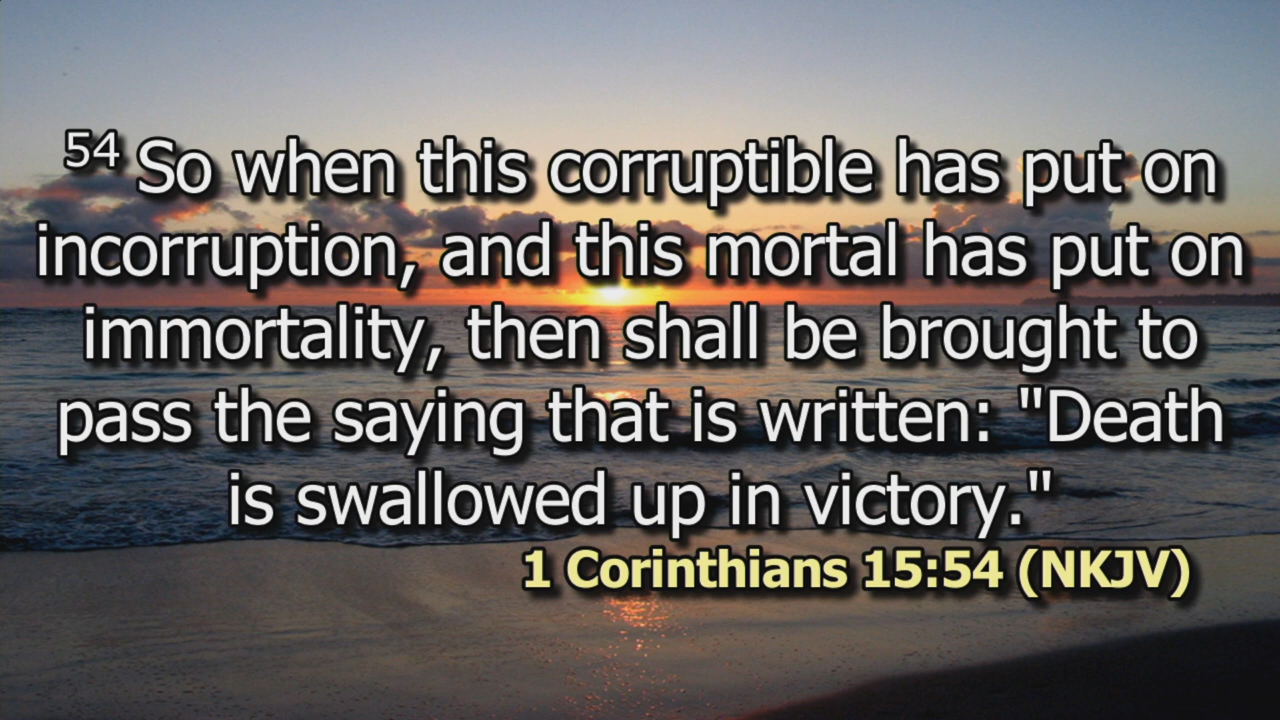 54 So when this corruptible has put on
incorruption, and this mortal has put on
immortality, then shall be brought to
pass the saying that is written: "Death
is swallowed up in victory."
1 Corinthians 15:54 (NKJV)